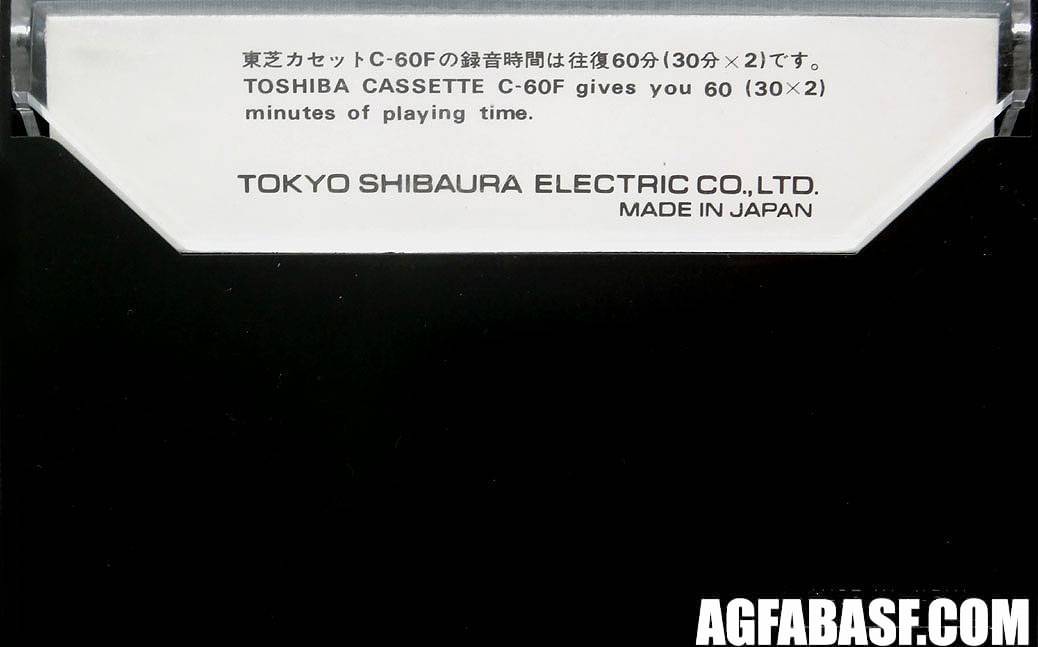 東芝カセットC-60Fの録音時間は往復60分(30分×2)です。
TOSHIBA CASSETTE C-60F gives you 60 (30×2)
minutes of playing time.
TOKYO SHIBAURA ELECTRIC CO.,LTD.
MADE IN JAPAN
AGFABASF.COM